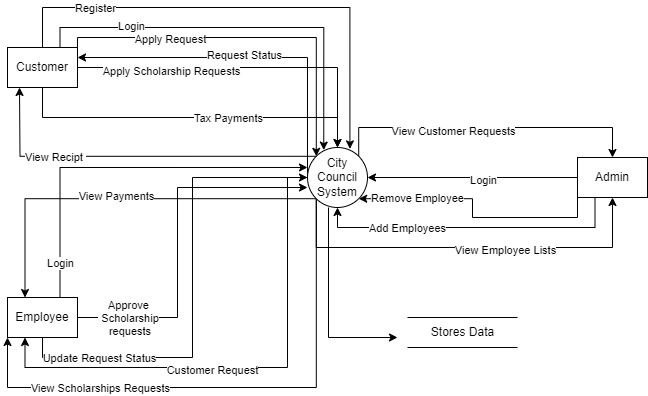 Register
Login
Apply Request
Request Status
Customer
Apply Scholarship Requests
Tax Payments
View Customer Requests
View Recipt
City
Council
System
Login
Admin
View Payments
Remove Employee
Add Employees
View Employee Lists
Login
Approve
Scholarship
requests
Employee
Stores Data
Update Request Status
Customer Request
View Scholarships Requests